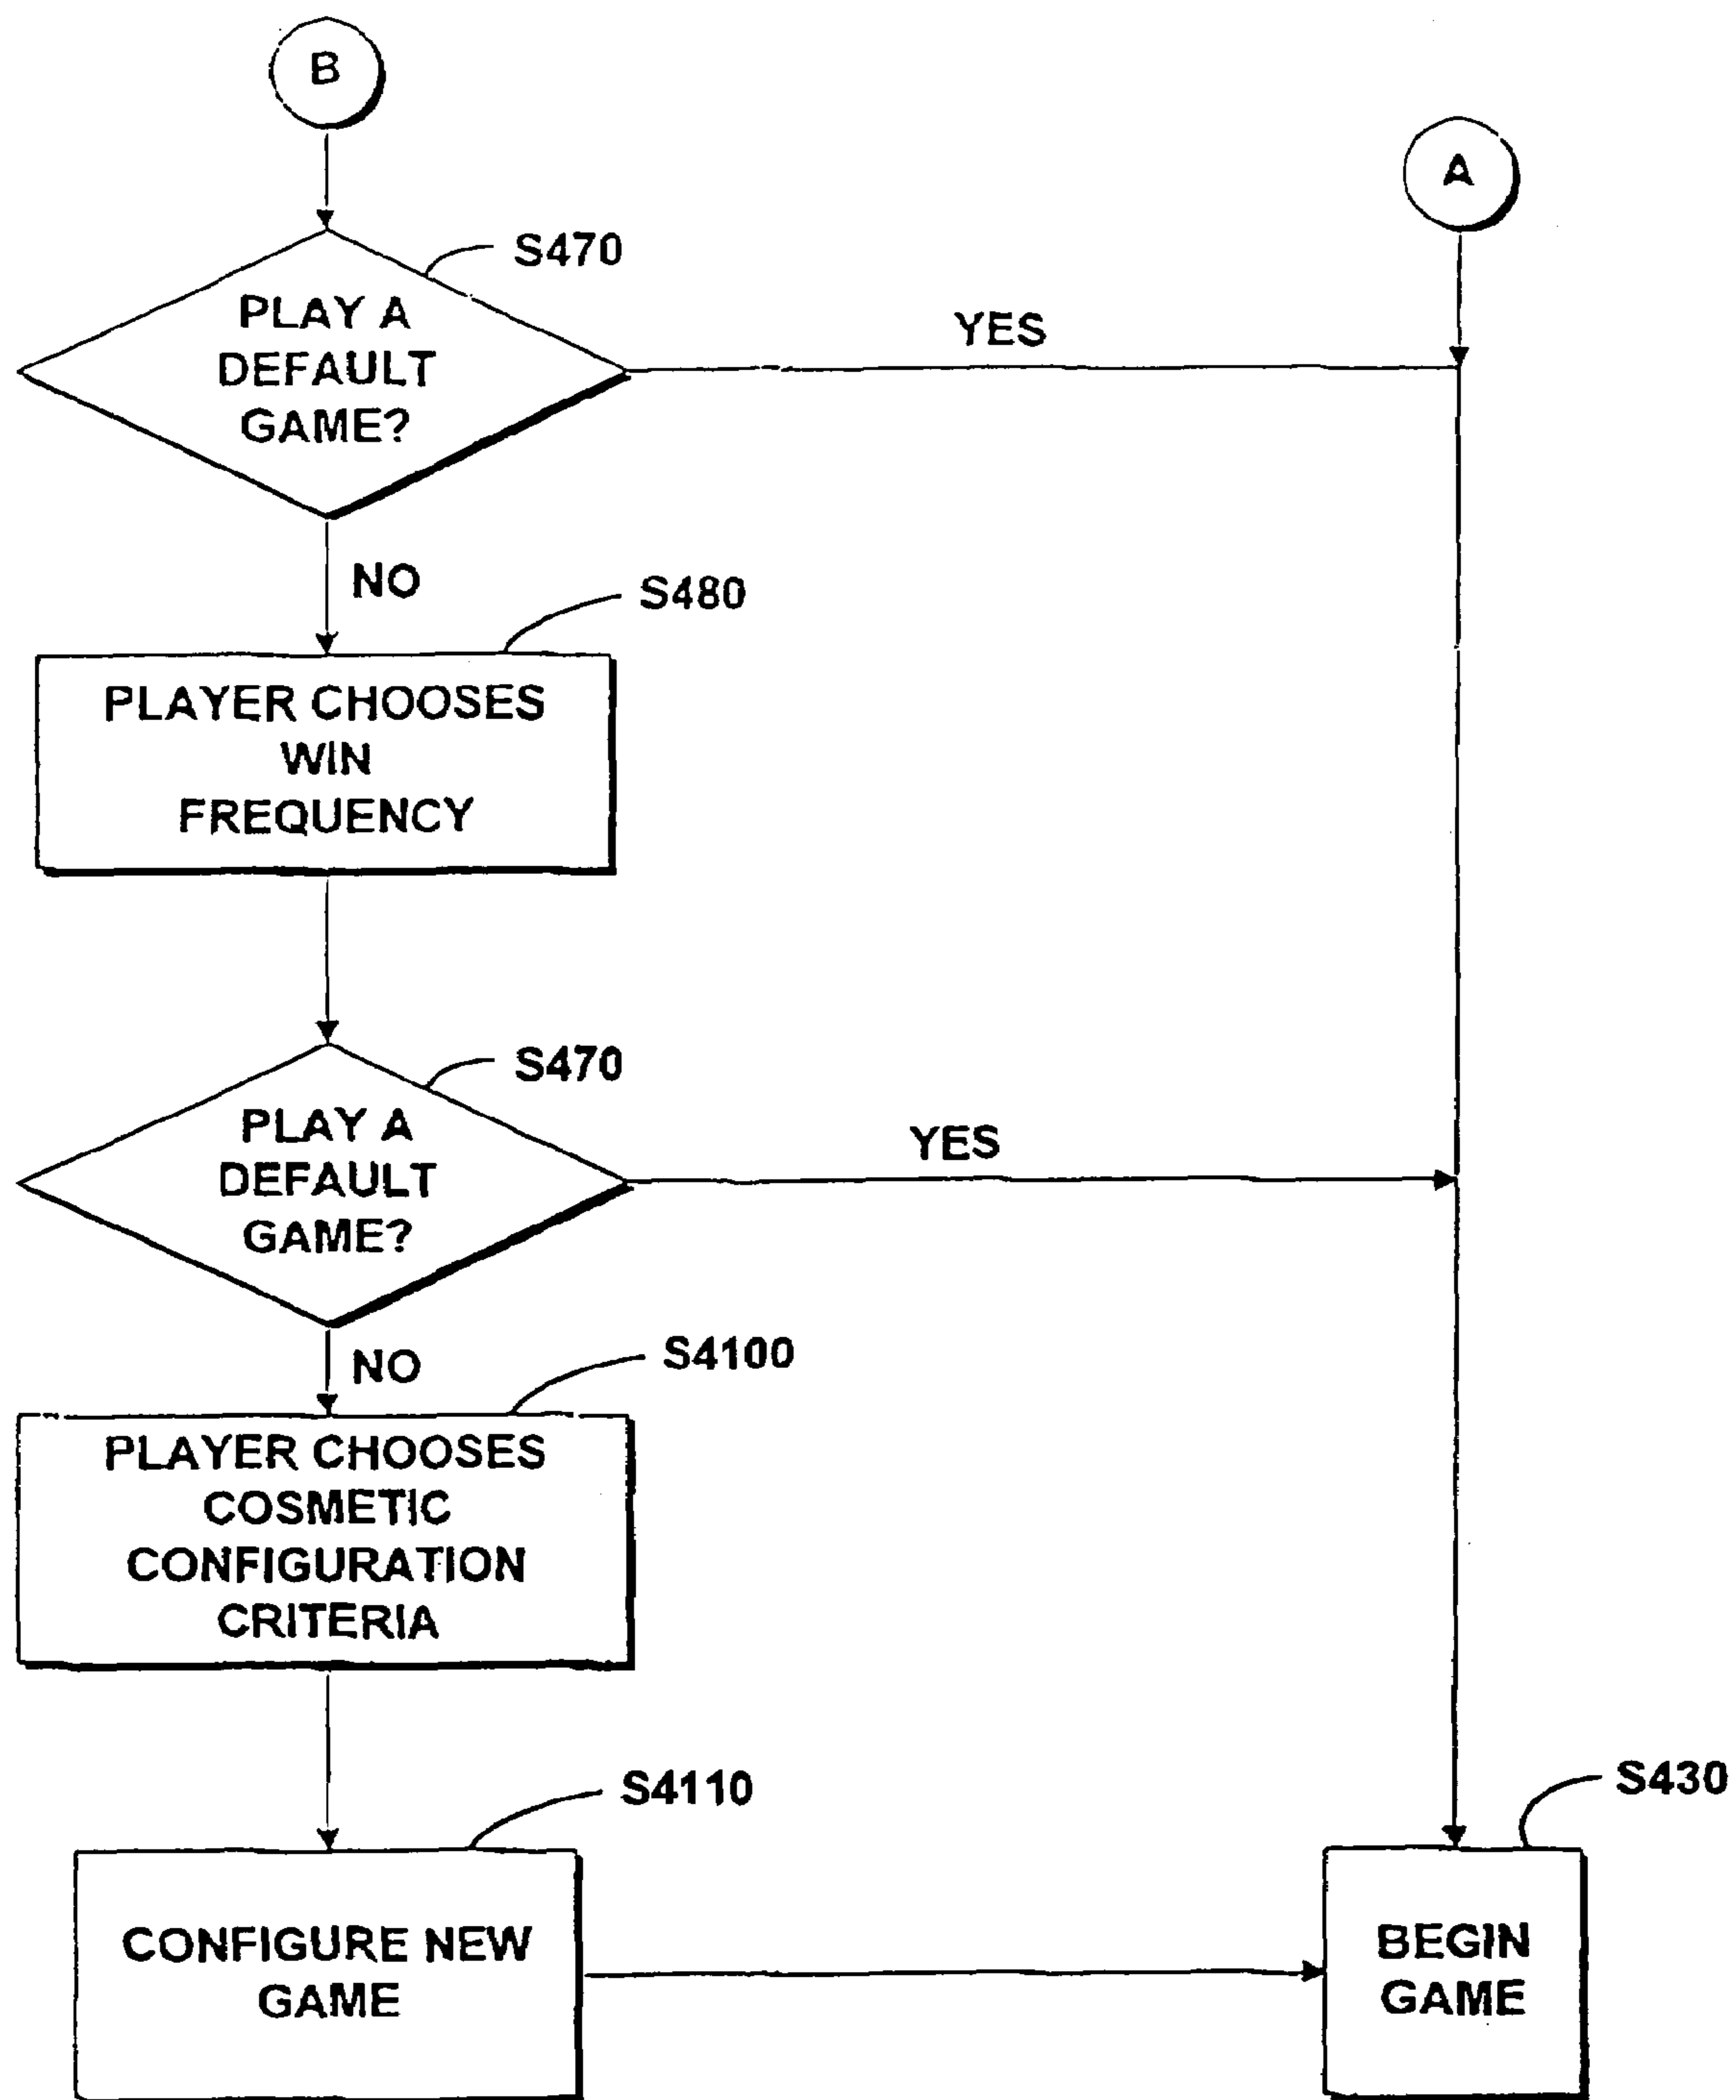 B
A
S470
PLAY A
DEFAULT
GAME?
YES
NO
S480
PLAYER CHOOSES
WIN
FREQUENCY
S470
PLAY A
DEFAULT
GAME?
YES
NO
S4100
PLAYER CHOOSES
COSMETIC
CONFIGURATION
CRITERIA
S4110
CONFIGURE NEW
GAME
S430
BEGIN
GAME